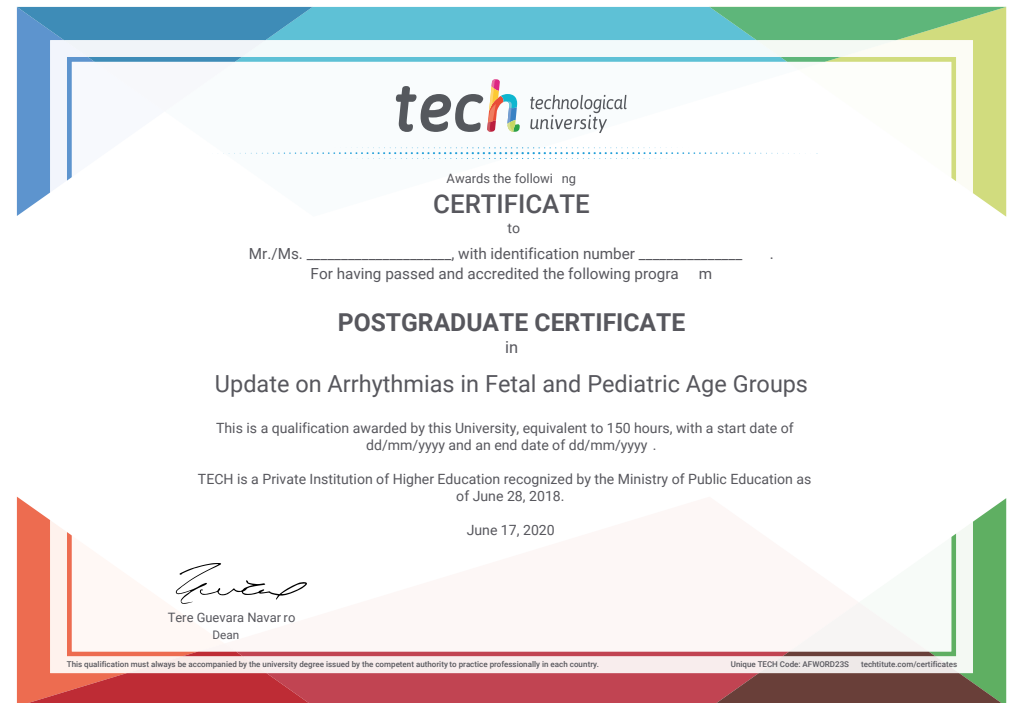 tech technological
university
Awards the followi ng
CERTIFICATE
to
Mr./Ms. ____________________, with identification number ______________ .
For having passed and accredited the following progra m
POSTGRADUATE CERTIFICATE
in
Update on Arrhythmias in Fetal and Pediatric Age Groups
This is a qualification awarded by this University, equivalent to 150 hours, with a start date of
dd/mm/yyyy and an end date of dd/mm/yyyy .
TECH is a Private Institution of Higher Education recognized by the Ministry of Public Education as
of June 28, 2018.
June 17, 2020
Tere Guevara Navar ro
Dean
This qualification must always be accompanied by the university degree issued by the competent authority to practice professionally in each country.
Unique TECH Code: AFWORD23S techtitute.com/certificates